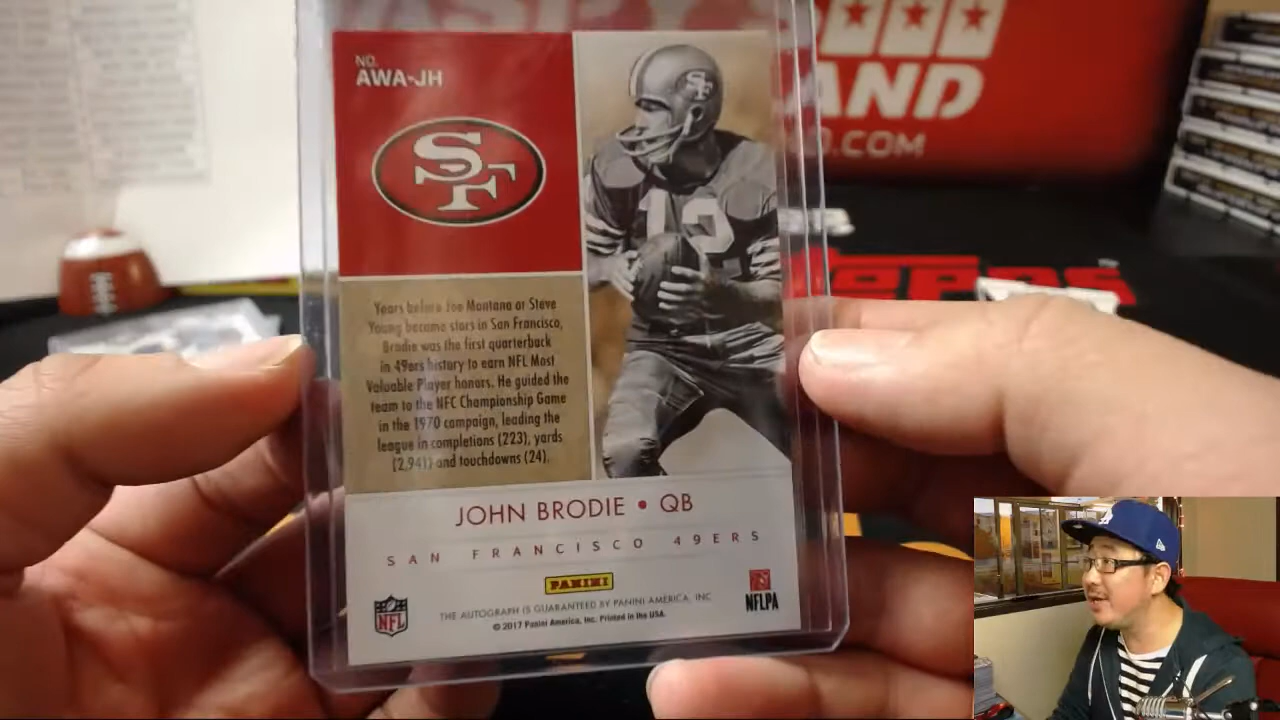 NO.
AWA-JH
SF
SF
12
Years before Joe Montana or Steve
Young became stars in San Francisco,
Brodie was the first quarterback
in 49ers history to earn NFL Most
Valuable Player honors. He guided the
team to the NFC Championship Game
in the 1970 campaign, leading the
league in completions (223), yards
(2,941) and touchdowns (24).
JOHN BRODIE • QB
SAN FRANCISCO 49ERS
PANINI
NFL
THE AUTOGRAPH IS GUARANTEED BY PANINI AMERICA, INC
© 2017 Panini America, Inc. Printed in the USA.
NFLPA
AND
.COM
Topps
LA